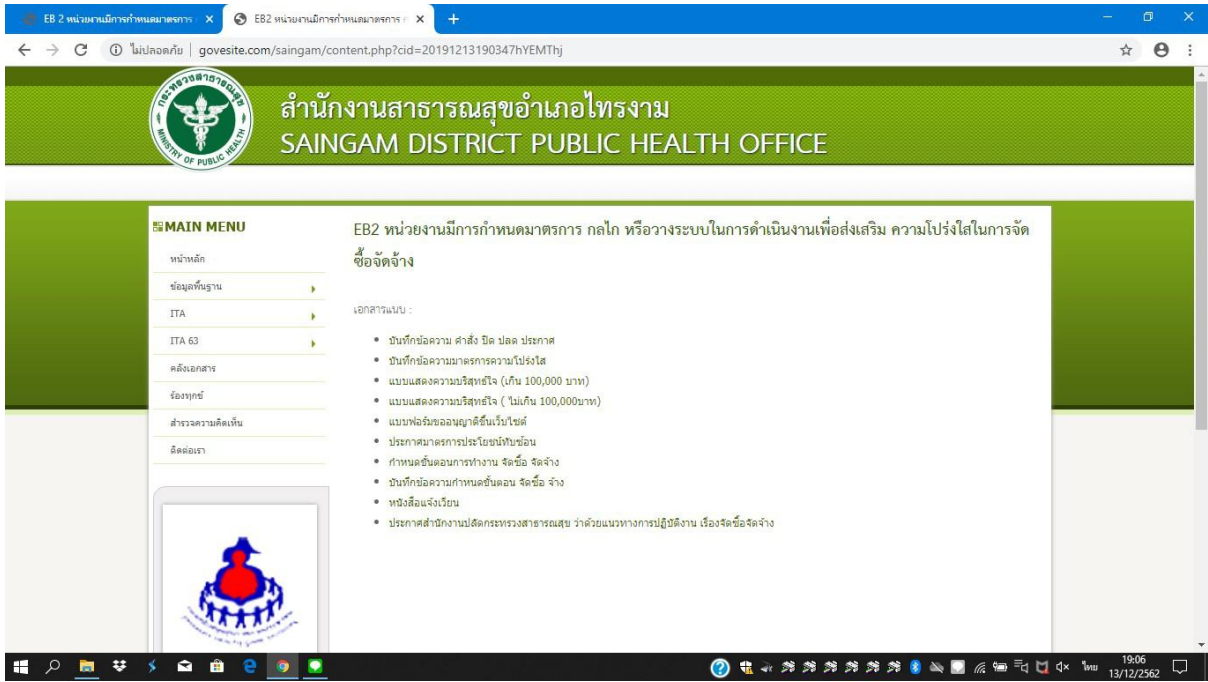 EB 2 หน่วยงานมีการกำหนดมาตรการ
EB2 หน่วยงานมีการกำหนดมาตรการ ก
ไม่ปลอดภัย | govesite.com/saingam/content.php?cid=20191213190347hYEMThj
กระทรวงสาธารณสุข
MINISTRY OF PUBLIC HEALTH
สำนักงานสาธารณสุขอำเภอไทรงาม
SAINGAM DISTRICT PUBLIC HEALTH OFFICE
MAIN MENU
หน้าหลัก
ข้อมูลพื้นฐาน
ITA
ITA 63
คลังเอกสาร
ร้องทุกข์
สำรวจความคิดเห็น
ติดต่อเรา
EB2 หน่วยงานมีการกำหนดมาตรการ กลไก หรือวางระบบในการดำเนินงานเพื่อส่งเสริม ความโปร่งใสในการจัด
ซื้อจัดจ้าง
เอกสารแนบ :
บันทึกข้อความ คำสั่ง ปิด ปลด ประกาศ
บันทึกข้อความมาตรการความโปร่งใส
แบบแสดงความบริสุทธ์ใจ (เกิน 100,000 บาท)
แบบแสดงความบริสุทธ์ใจ ( ไม่เกิน 100,000บาท)
แบบฟอร์มขออนุญาติขึ้นเว็บไซต์
ประกาศมาตรการประโยชน์ทับซ้อน
กำหนดขั้นตอนการทำงาน จัดซื้อ จัดจ้าง
บันทึกข้อความกำหนดขั้นตอน จัดซื้อ จ้าง
หนังสือแจ้งเวียน
ประกาศสำนักงานปลัดกระทรวงสาธารณสุข ว่าด้วยแนวทางการปฏิบัติงาน เรื่องจัดซื้อจัดจ้าง
ไทย
19:06
13/12/2562